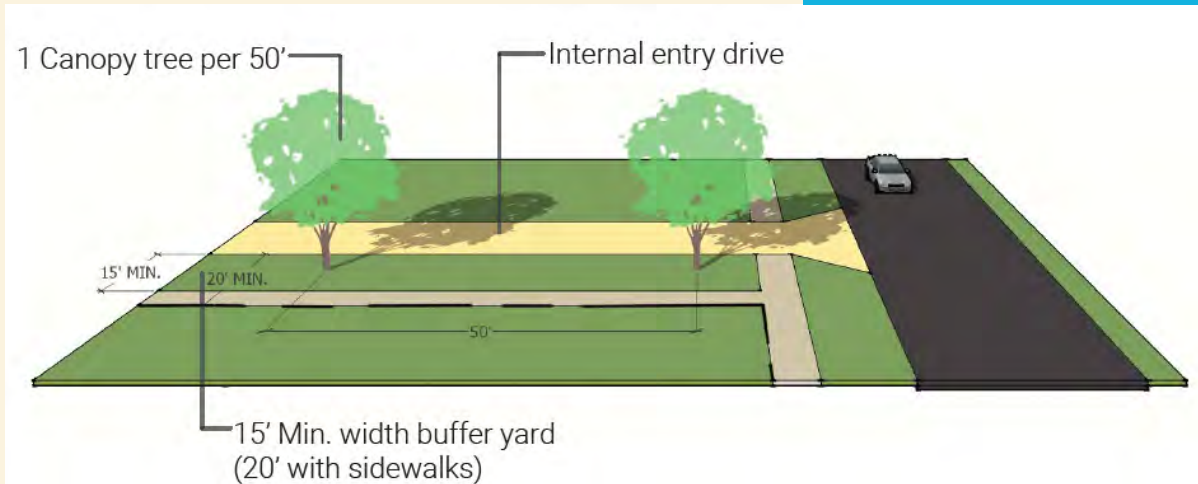 1 Canopy tree per 50'
Internal entry drive
15' MIN.
20' MIN.
50'
15' Min. width buffer yard
(20' with sidewalks)